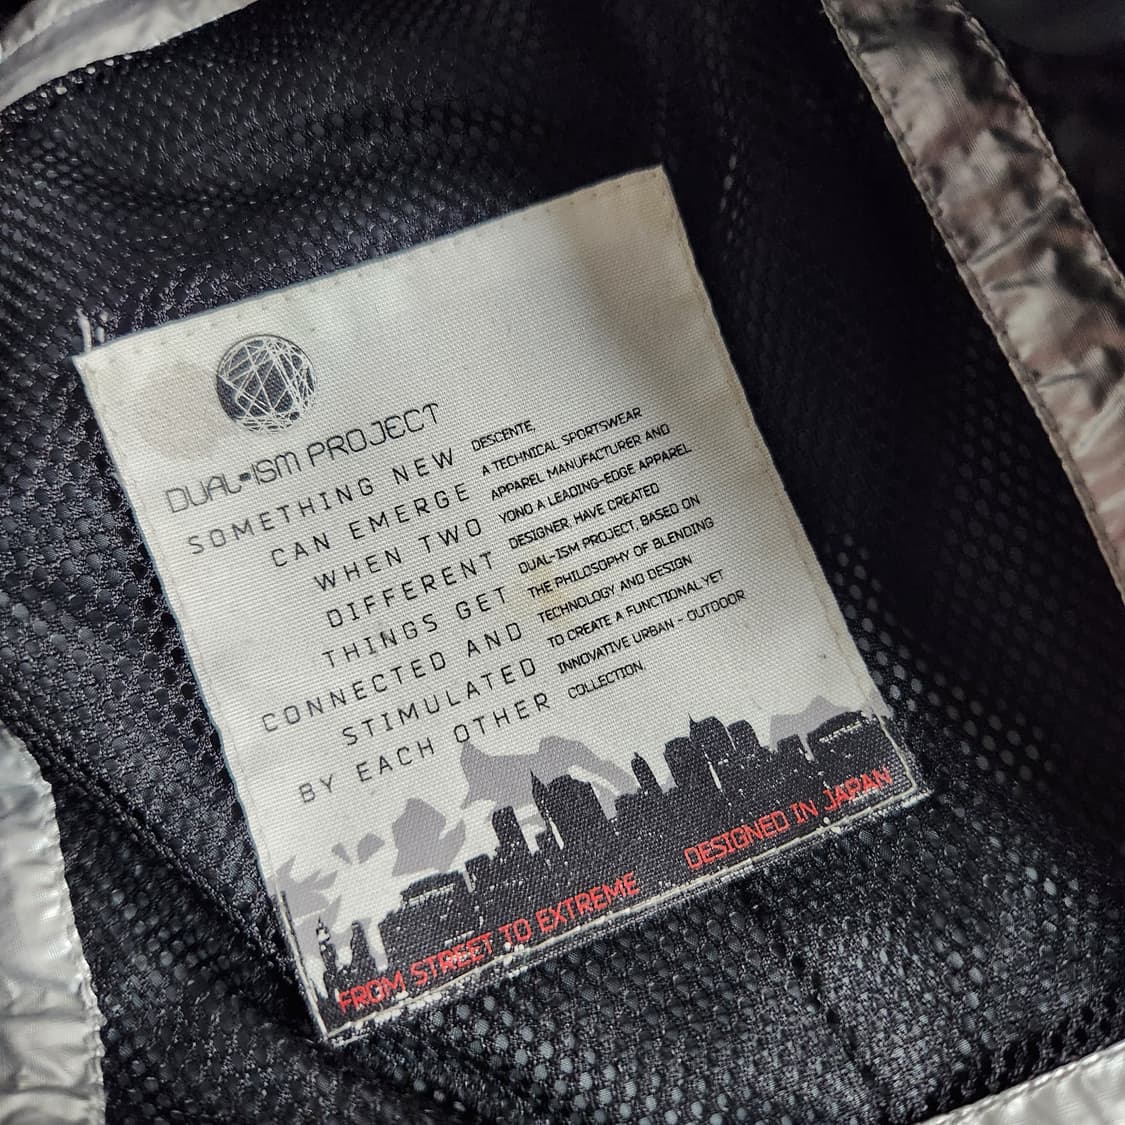 DUAL-ISM PROJECT
SOMETHING NEW
CAN EMERGE
WHEN TWO
DIFFERENT
THINGS GET
CONNECTED AND
STIMULATED
BY EACH OTHER
DESCENTE,
A TECHNICAL SPORTSWEAR
APPAREL MANUFACTURER AND
YONO A LEADING-EDGE APPAREL
DESIGNER, HAVE CREATED
DUAL-ISM PROJECT, BASED ON
THE PHILOSOPHY OF BLENDING
TECHNOLOGY AND DESIGN
TO CREATE A FUNCTIONAL YET
INNOVATIVE URBAN - OUTDOOR
COLLECTION.
FROM STREET TO EXTREME
DESIGNED IN JAPAN